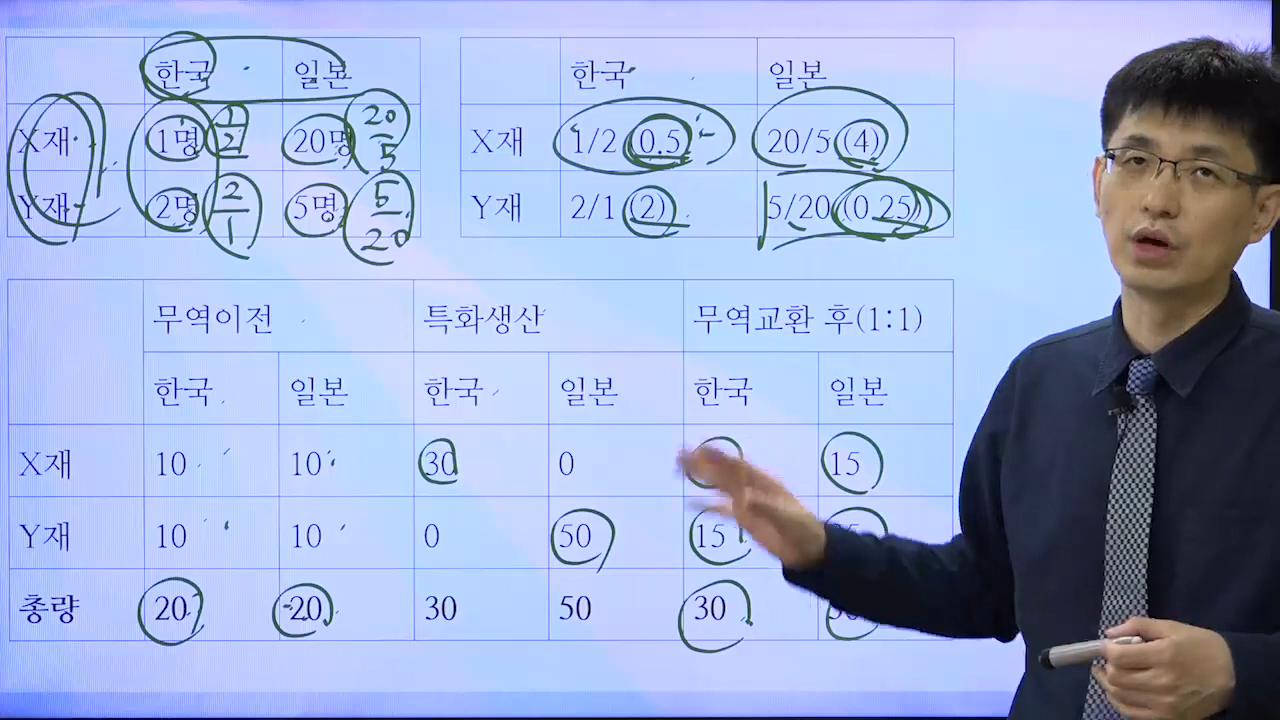 한국 일본
X재 1명 1/2 20명 20/5
Y재 2명 2/1 5명 5/20
한국 일본
X재 1/2 (0.5) 20/5 (4)
Y재 2/1 (2) 5/20 (0.25)
무역이전 특화생산 무역교환 후(1:1)
한국 일본 한국 일본 한국 일본
X재 10 10 30 0 15
Y재 10 10 0 50 15
총량 20 20 30 50 30